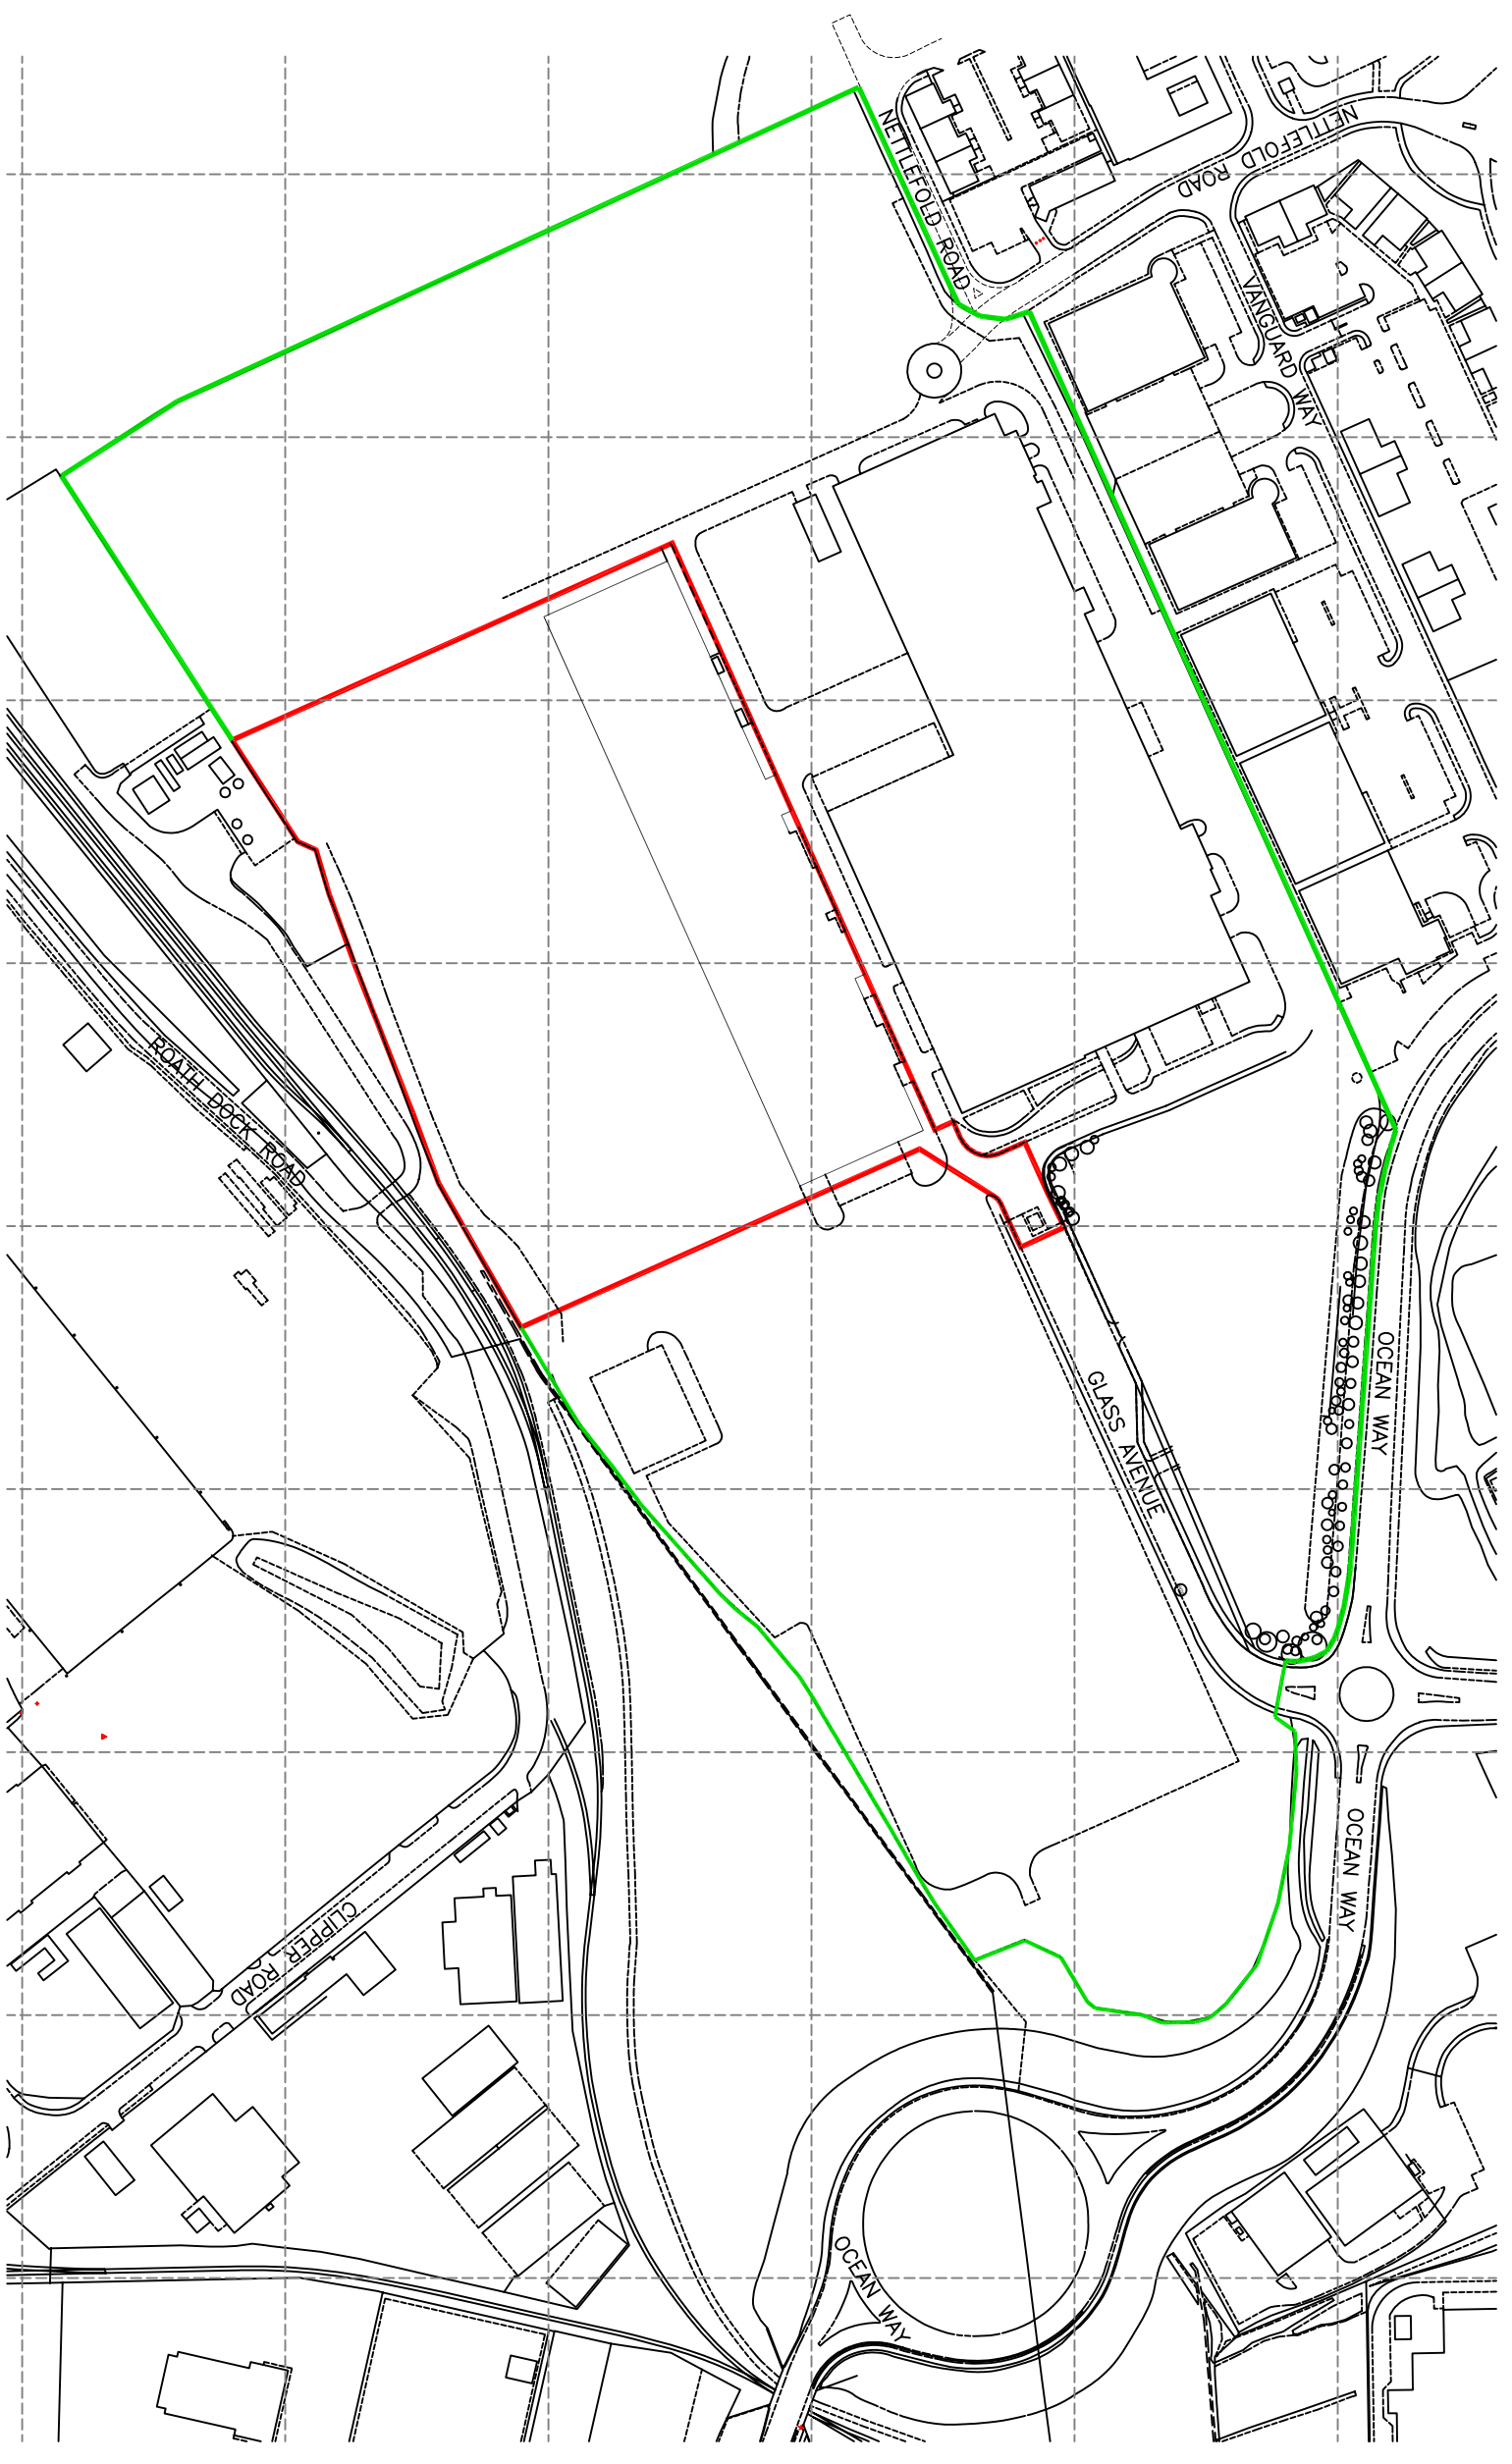 NETTLEFOLD
ROAD
NETTLEFOLD ROAD
VANGUARD WAY
ROATH DOCK ROAD
OCEAN WAY
GLASS AVENUE
OCEAN WAY
CLIPPER ROAD
OCEAN WAY